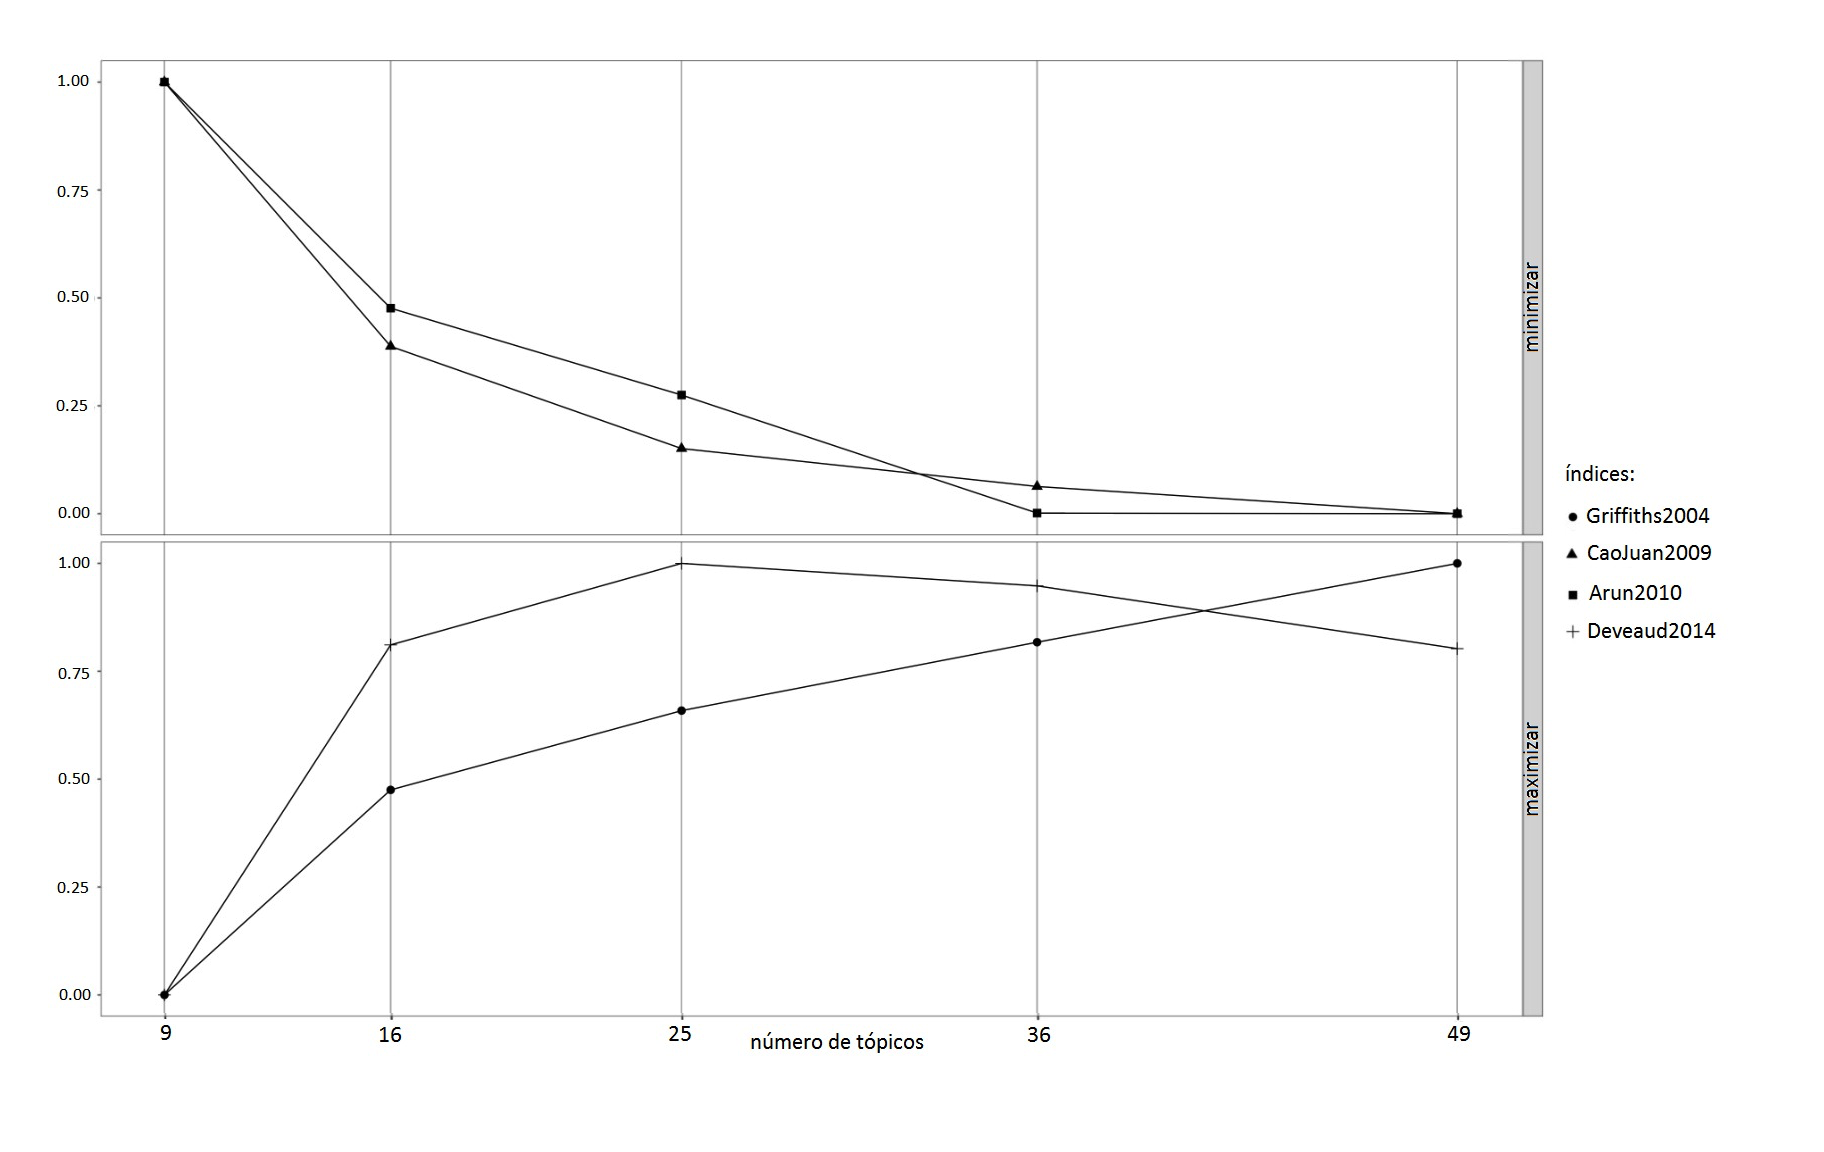 1.00
0.75
0.50
0.25
0.00
minimizar
1.00
0.75
0.50
0.25
0.00
maximizar
9
16
25
36
49
número de tópicos
índices:
Griffiths2004
CaoJuan2009
Arun2010
Deveaud2014